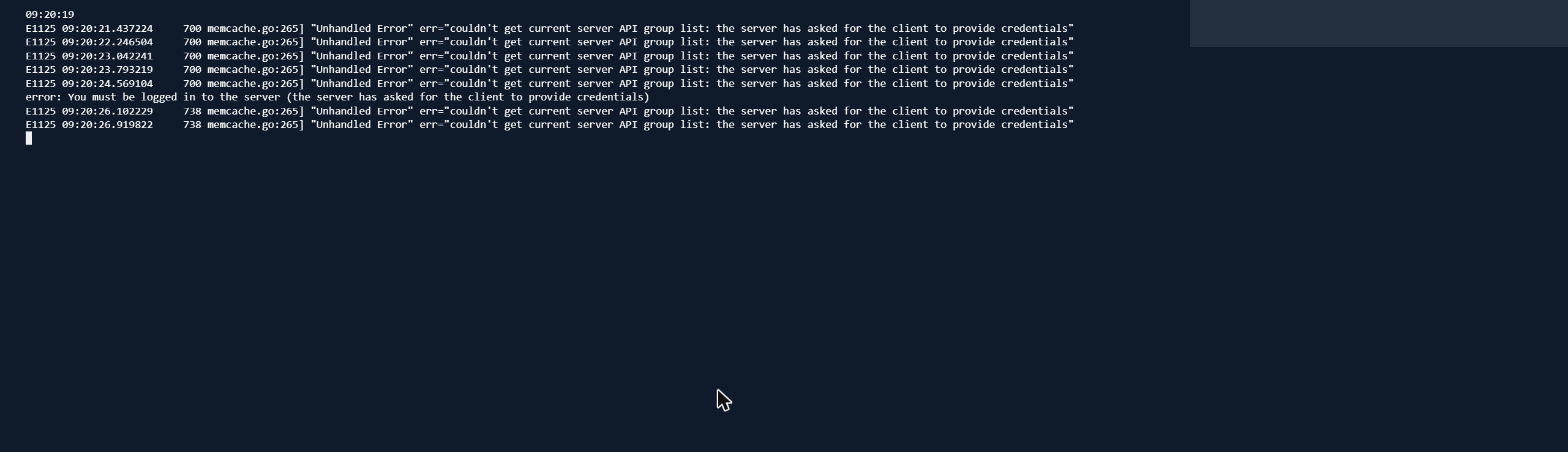 09:20:19
E1125 09:20:21.437224     700 memcache.go:265] "Unhandled Error" err="couldn't get current server API group list: the server has asked for the client to provide credentials"
E1125 09:20:22.246504     700 memcache.go:265] "Unhandled Error" err="couldn't get current server API group list: the server has asked for the client to provide credentials"
E1125 09:20:23.042241     700 memcache.go:265] "Unhandled Error" err="couldn't get current server API group list: the server has asked for the client to provide credentials"
E1125 09:20:23.793219     700 memcache.go:265] "Unhandled Error" err="couldn't get current server API group list: the server has asked for the client to provide credentials"
E1125 09:20:24.569104     700 memcache.go:265] "Unhandled Error" err="couldn't get current server API group list: the server has asked for the client to provide credentials"
error: You must be logged in to the server (the server has asked for the client to provide credentials)
E1125 09:20:26.102229     738 memcache.go:265] "Unhandled Error" err="couldn't get current server API group list: the server has asked for the client to provide credentials"
E1125 09:20:26.919822     738 memcache.go:265] "Unhandled Error" err="couldn't get current server API group list: the server has asked for the client to provide credentials"